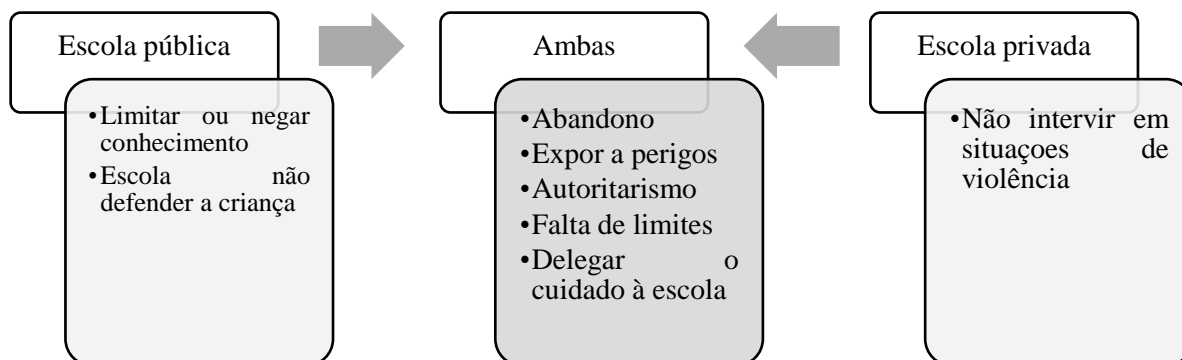 Escola pública
•Limitar ou negar
conhecimento
•Escola não
defender a criança
Ambas
•Abandono
•Expor a perigos
•Autoritarismo
•Falta de limites
•Delegar o
cuidado à escola
Escola privada
•Não intervir em
situaçoes de
violência